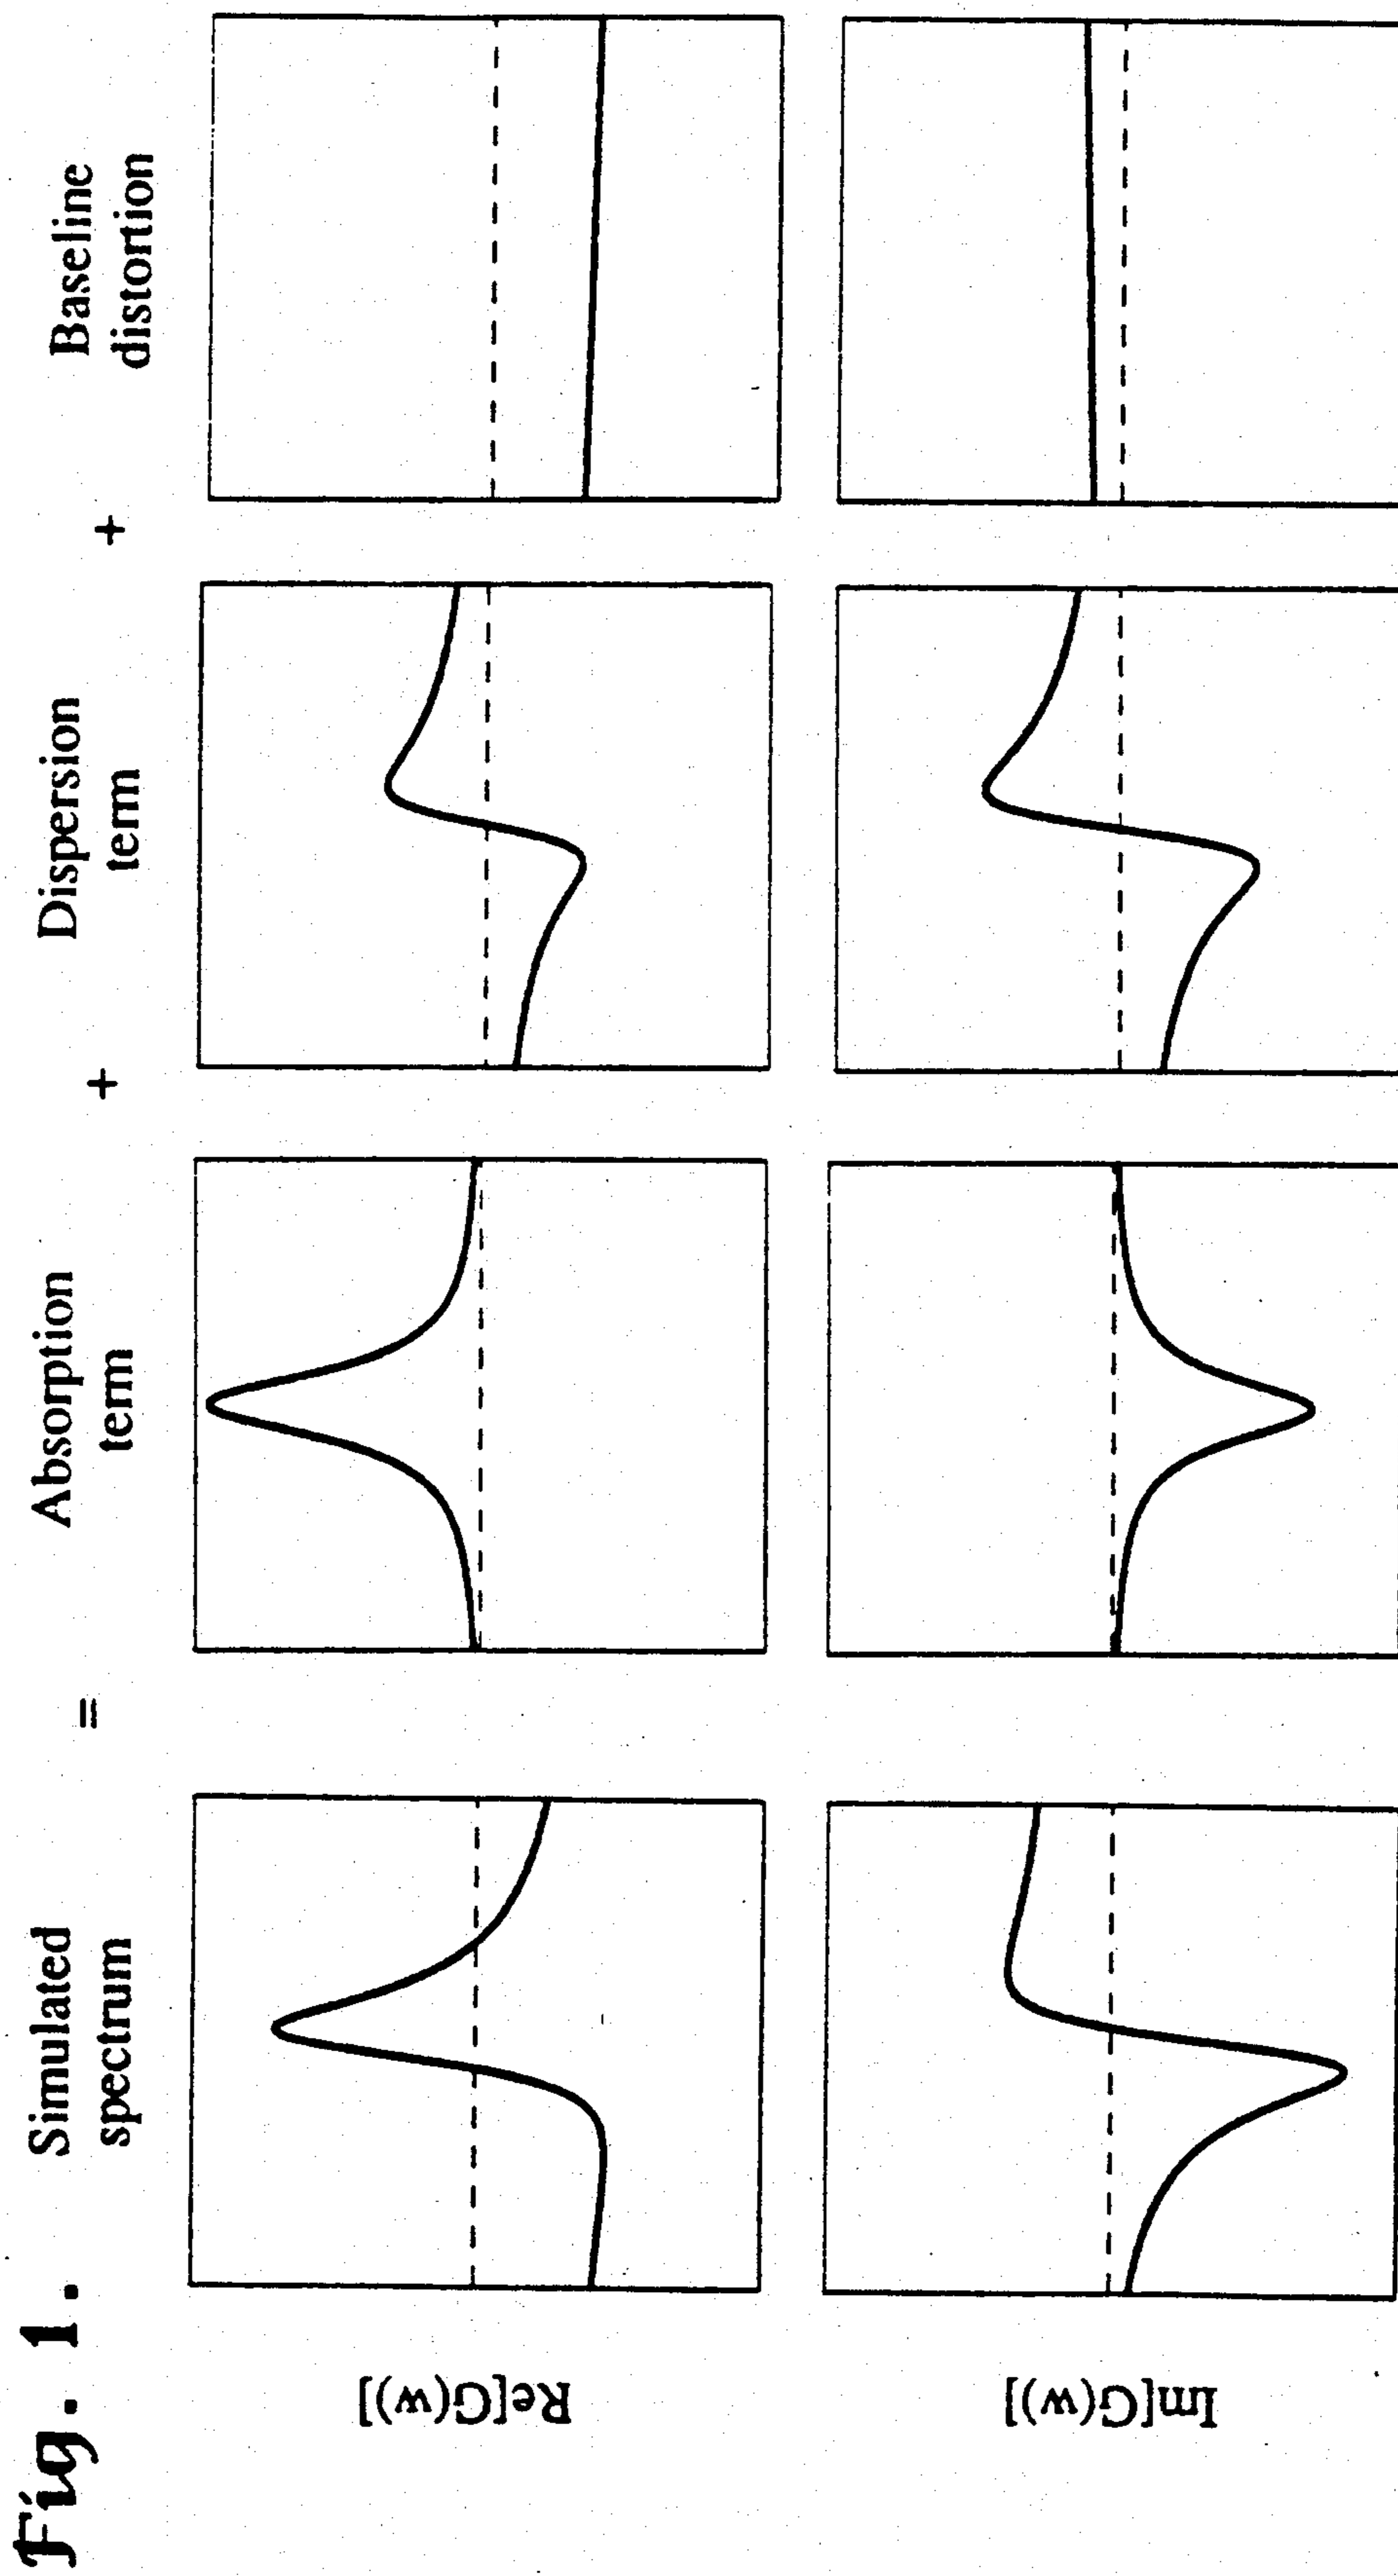 Fig. 1.
Simulated
spectrum
=
Absorption
term
+
Dispersion
term
+
Baseline
distortion
Re[G(w)]
Im[G(w)]